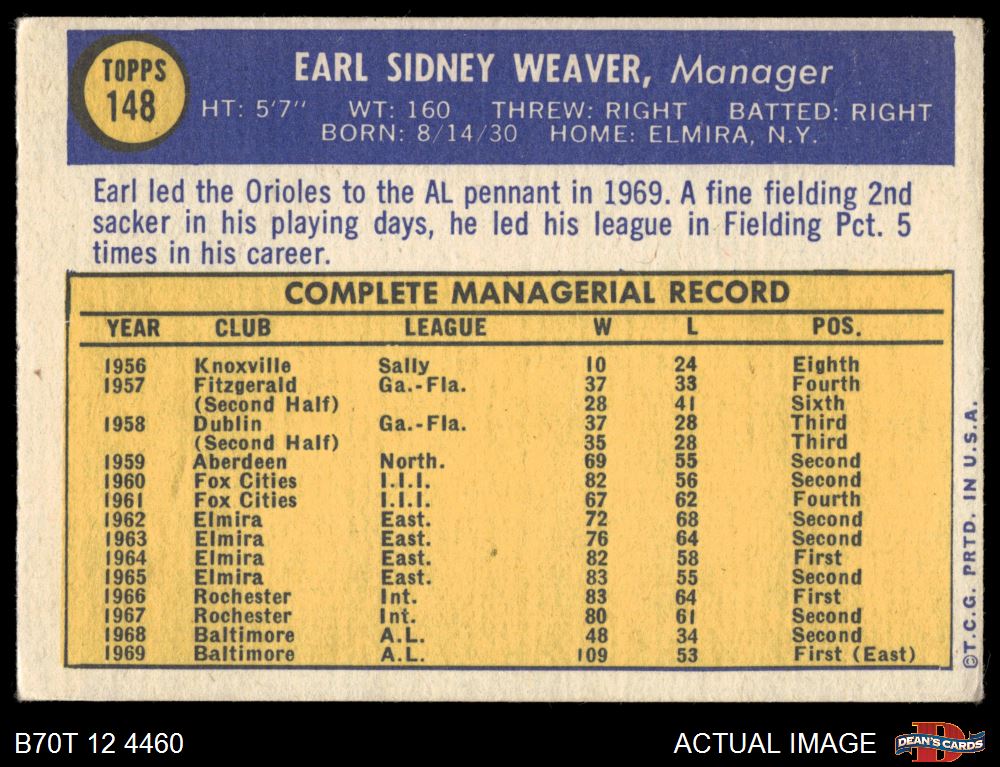 TOPPS
148
EARL SIDNEY WEAVER, Manager
HT: 5'7" WT: 160 THREW: RIGHT BATTED: RIGHT
BORN: 8/14/30 HOME: ELMIRA, N.Y.
Earl led the Orioles to the AL pennant in 1969. A fine fielding 2nd
sacker in his playing days, he led his league in Fielding Pct. 5
times in his career.
COMPLETE MANAGERIAL RECORD
YEAR CLUB LEAGUE W L POS.
1956 Knoxville Sally 10 24 Eighth
1957 Fitzgerald Ga.-Fla. 37 33 Fourth
(Second Half) 28 41 Sixth
1958 Dublin Ga.-Fla. 37 28 Third
(Second Half) 35 28 Third
1959 Aberdeen North. 69 55 Second
1960 Fox Cities I.I.I. 82 56 Second
1961 Fox Cities I.I.I. 67 62 Fourth
1962 Elmira East. 72 68 Second
1963 Elmira East. 76 64 Second
1964 Elmira East. 82 58 First
1965 Elmira East. 83 55 Second
1966 Rochester Int. 83 64 First
1967 Rochester Int. 80 61 Second
1968 Baltimore A.L. 48 34 Second
1969 Baltimore A.L. 109 53 First (East)
©T.C.G. PRTD. IN U.S.A.
B70T 12 4460
ACTUAL IMAGE
D
DEAN'S CARDS